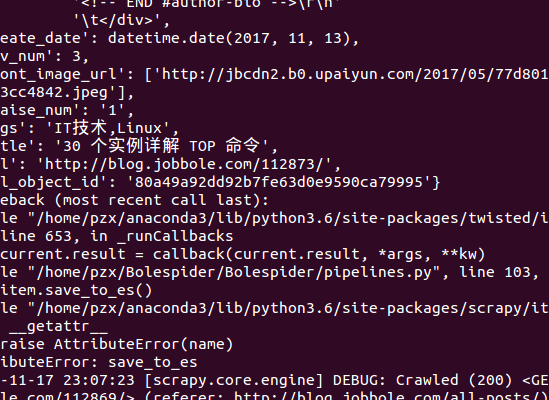 '<!-- END #author-bio -->\r\n'
'\t</div>',
eate_date': datetime.date(2017, 11, 13),
v_num': 3,
ont_image_url': ['http://jbcdn2.b0.upaiyun.com/2017/05/77d801
3cc4842.jpeg'],
aise_num': '1',
gs': 'IT技术,Linux',
tle': '30 个实例详解 TOP 命令',
l': 'http://blog.jobbole.com/112873/',
l_object_id': '80a49a92dd92b7fe63d0e9590ca79995'}
eback (most recent call last):
le "/home/pzx/anaconda3/lib/python3.6/site-packages/twisted/i
line 653, in _runCallbacks
current.result = callback(current.result, *args, **kw)
le "/home/pzx/Bolespider/Bolespider/pipelines.py", line 103,
item.save_to_es()
le "/home/pzx/anaconda3/lib/python3.6/site-packages/scrapy/it
__getattr__
raise AttributeError(name)
ibuteError: save_to_es
-11-17 23:07:23 [scrapy.core.engine] DEBUG: Crawled (200) <GE
le.com/112869/> (referer: http://blog.jobbole.com/all-posts/)